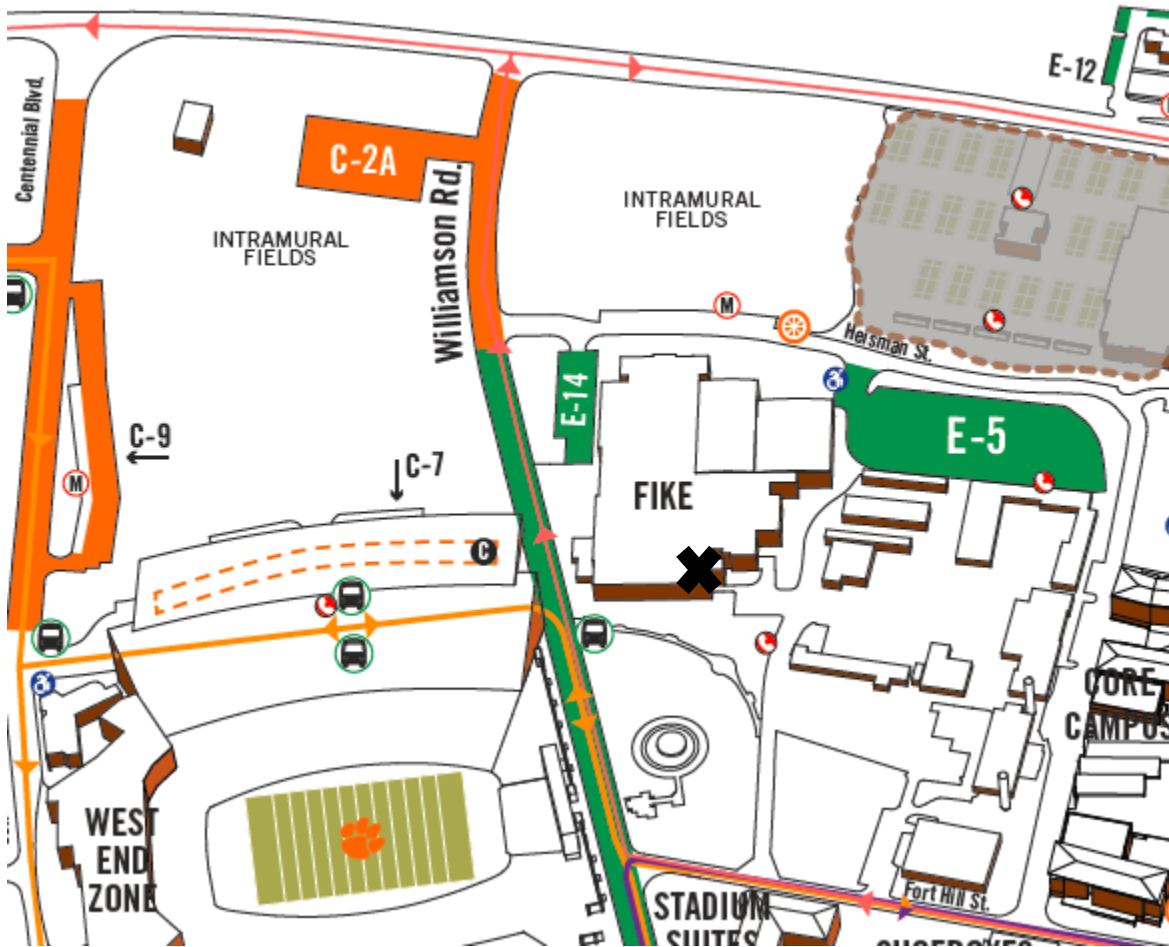 E-12
Centennial Blvd.
C-2A
Williamson Rd.
INTRAMURAL
FIELDS
INTRAMURAL
FIELDS
M
Heisman St.
E-14
E-5
C-9
C-7
M
FIKE
C
CORE
CAMPUS
WEST
END
ZONE
Fort Hill St.
STADIUM
SUITES